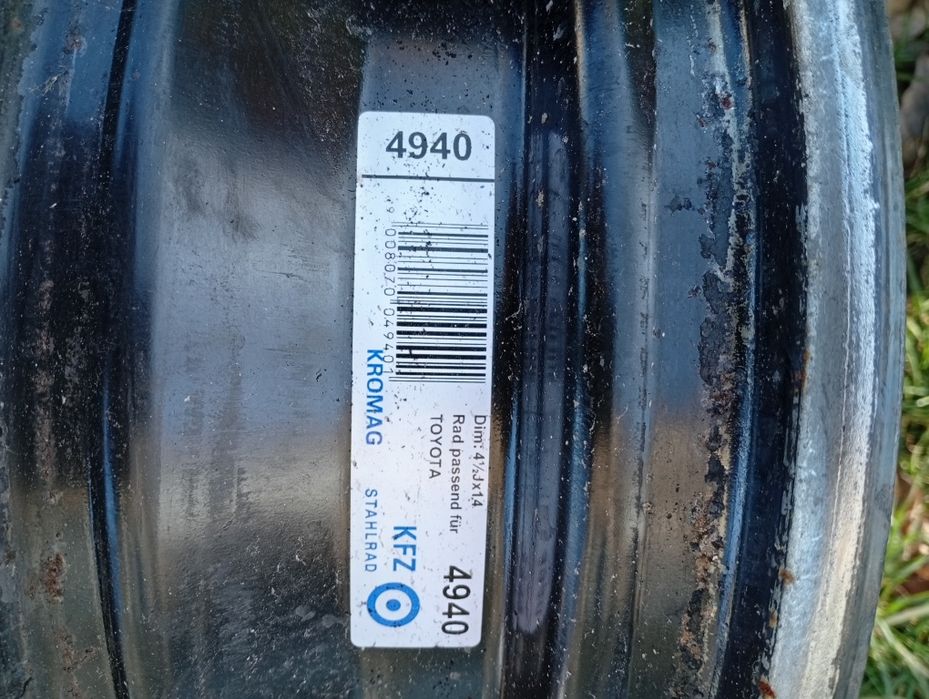 4940
9 008070 049401
Dim: 4½Jx14
Rad passend für
TOYOTA
4940
KROMAG
KFZ
STAHLRAD